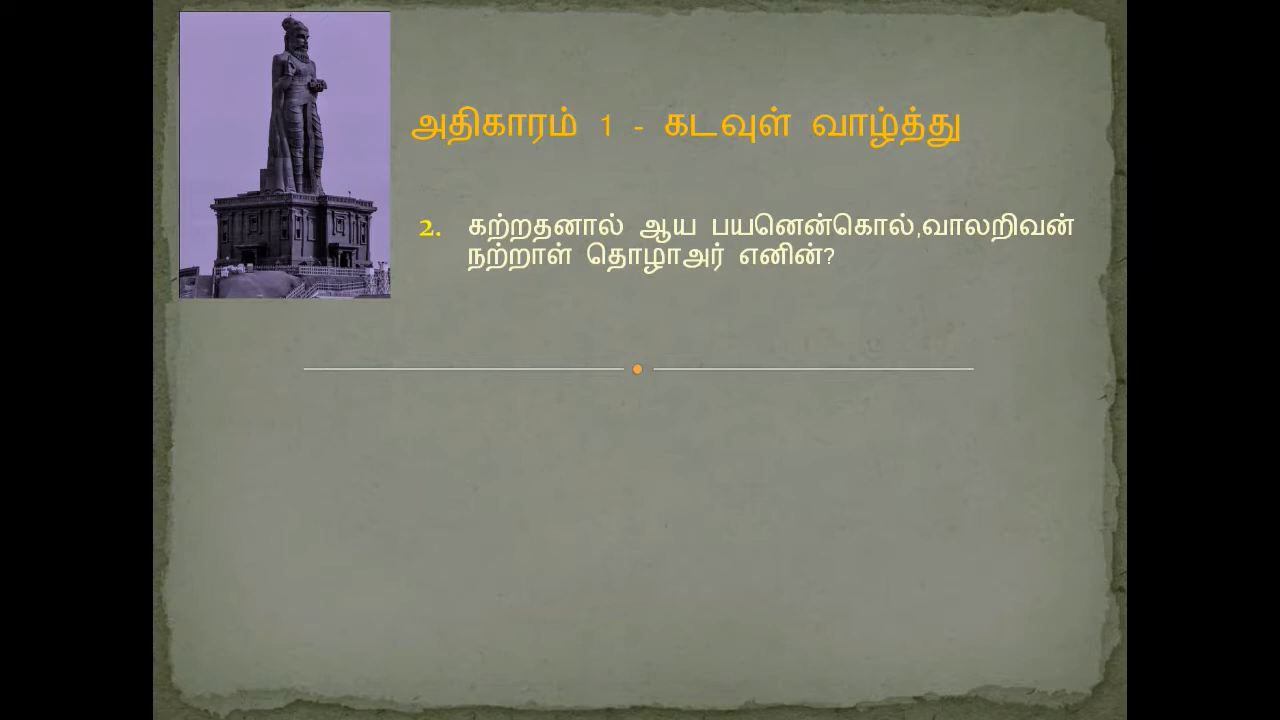 அதிகாரம் 1 - கடவுள் வாழ்த்து
2. கற்றதனால் ஆய பயனென்கொல்,வாலறிவன்
நற்றாள் தொழாஅர் எனின்?